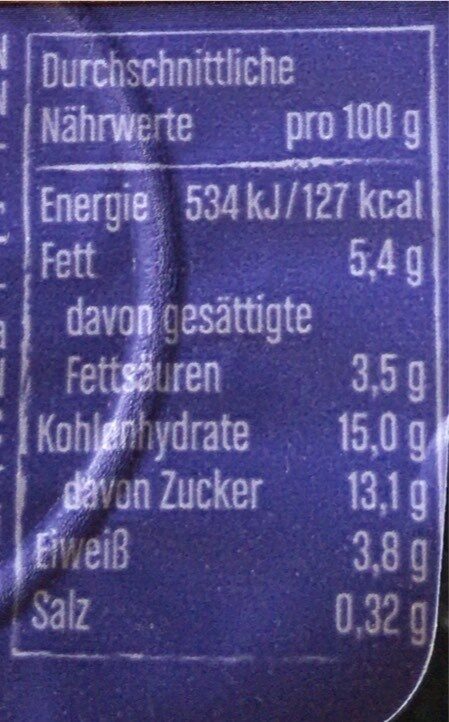 Durchschnittliche
Nährwerte pro 100 g
Energie 534 kJ/127 kcal
Fett 5,4 g
davon gesättigte
Fettsäuren 3,5 g
Kohlenhydrate 15,0 g
davon Zucker 13,1 g
Eiweiß 3,8 g
Salz 0,32 g